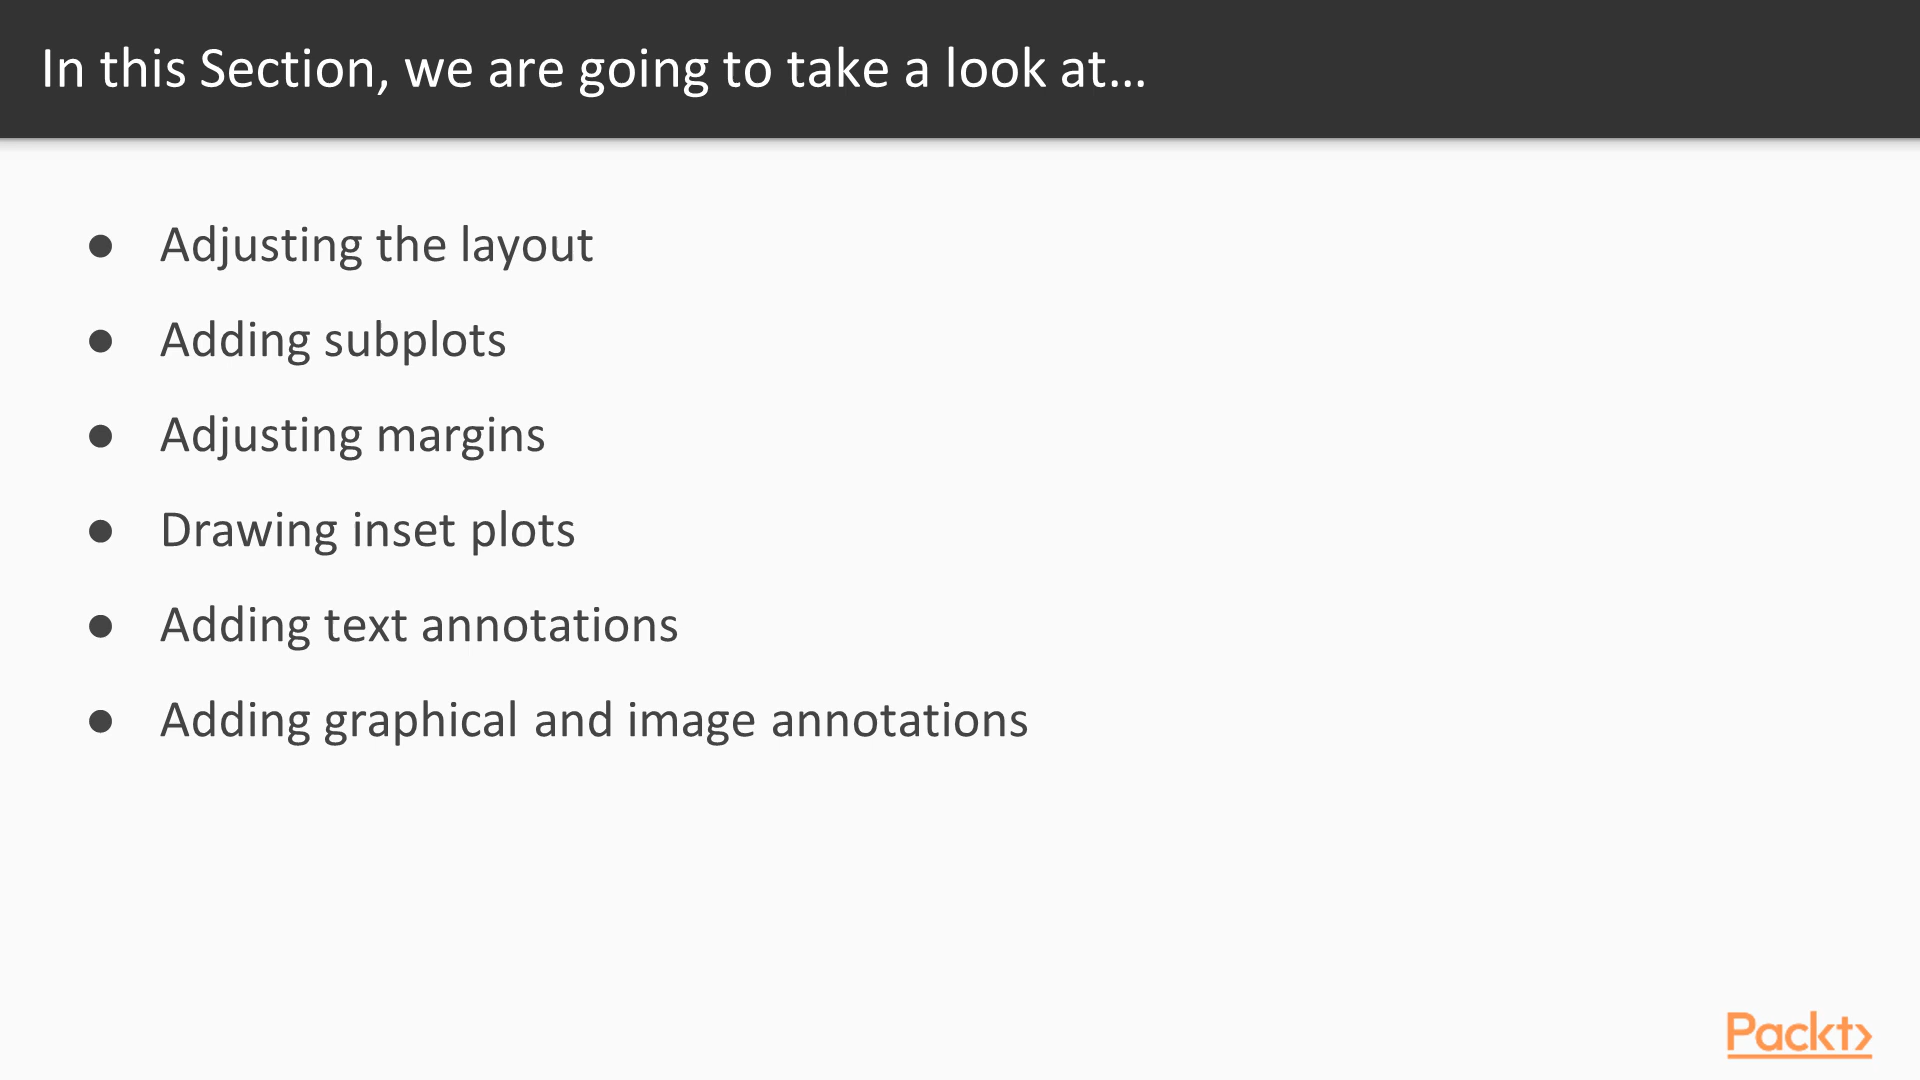 In this Section, we are going to take a look at...
● Adjusting the layout
● Adding subplots
● Adjusting margins
● Drawing inset plots
● Adding text annotations
● Adding graphical and image annotations
Packt>